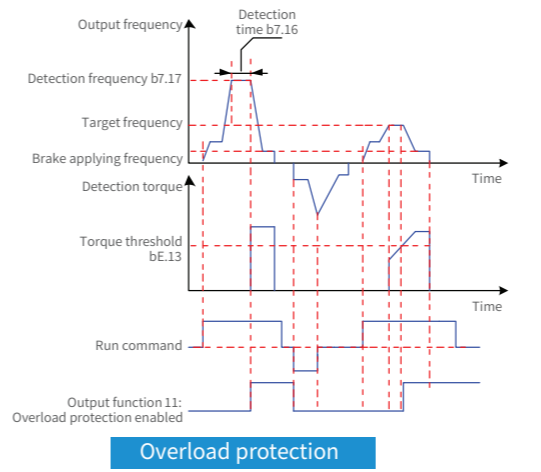 Output frequency
Detection
time b7.16
Detection frequency b7.17
Target frequency
Brake applying frequency
Time
Detection torque
Torque threshold
bE.13
Time
Run command
Output function 11:
Overload protection enabled
Overload protection